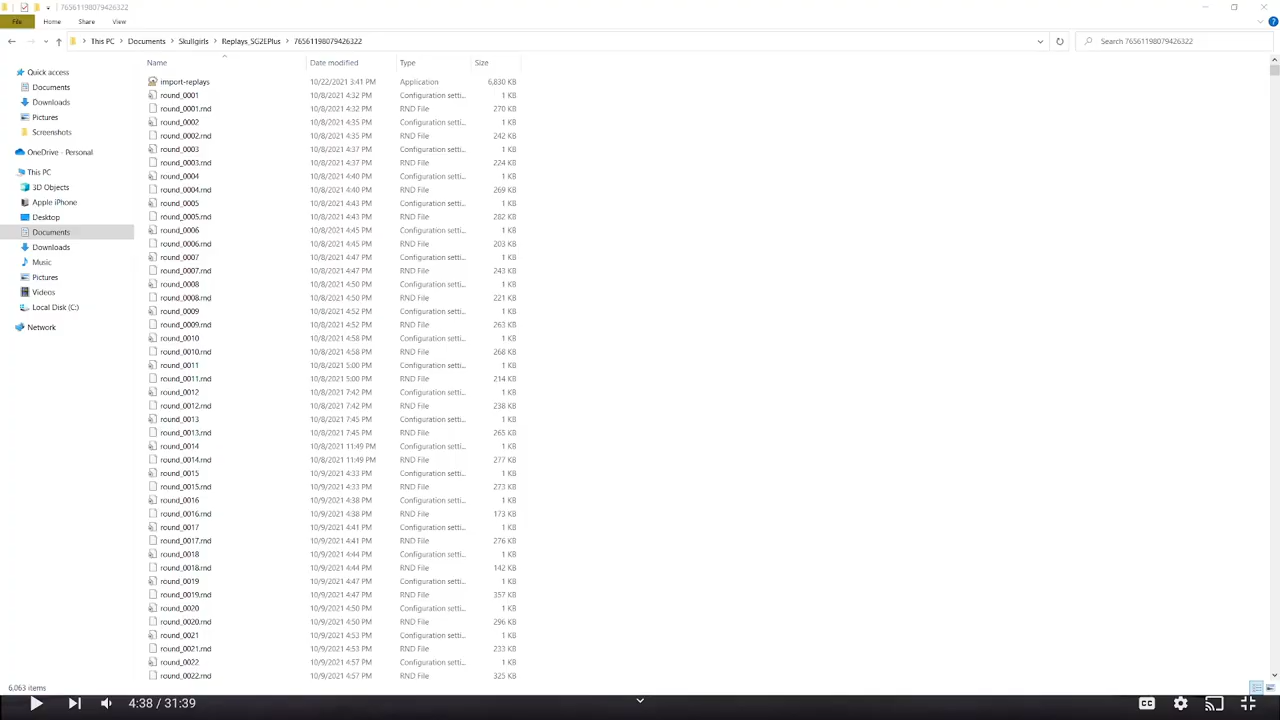 76561198079426322
File Home Share View
This PC Documents Skullgirls Replays_SG2EPlus 76561198079426322 Search 76561198079426322
Name Date modified Type Size
Quick access
Documents
Downloads
Pictures
Screenshots
OneDrive - Personal
This PC
3D Objects
Apple iPhone
Desktop
Documents
Downloads
Music
Pictures
Videos
Local Disk (C:)
Network
import-replays 10/22/2021 3:41 PM Application 6,830 KB
round_0001 10/8/2021 4:32 PM Configuration setti... 1 KB
round_0001.rnd 10/8/2021 4:32 PM RND File 270 KB
round_0002 10/8/2021 4:35 PM Configuration setti... 1 KB
round_0002.rnd 10/8/2021 4:35 PM RND File 242 KB
round_0003 10/8/2021 4:37 PM Configuration setti... 1 KB
round_0003.rnd 10/8/2021 4:37 PM RND File 224 KB
round_0004 10/8/2021 4:40 PM Configuration setti... 1 KB
round_0004.rnd 10/8/2021 4:40 PM RND File 269 KB
round_0005 10/8/2021 4:43 PM Configuration setti... 1 KB
round_0005.rnd 10/8/2021 4:43 PM RND File 282 KB
round_0006 10/8/2021 4:45 PM Configuration setti... 1 KB
round_0006.rnd 10/8/2021 4:45 PM RND File 203 KB
round_0007 10/8/2021 4:47 PM Configuration setti... 1 KB
round_0007.rnd 10/8/2021 4:47 PM RND File 243 KB
round_0008 10/8/2021 4:50 PM Configuration setti... 1 KB
round_0008.rnd 10/8/2021 4:50 PM RND File 221 KB
round_0009 10/8/2021 4:52 PM Configuration setti... 1 KB
round_0009.rnd 10/8/2021 4:52 PM RND File 263 KB
round_0010 10/8/2021 4:58 PM Configuration setti... 1 KB
round_0010.rnd 10/8/2021 4:58 PM RND File 268 KB
round_0011 10/8/2021 5:00 PM Configuration setti... 1 KB
round_0011.rnd 10/8/2021 5:00 PM RND File 214 KB
round_0012 10/8/2021 7:42 PM Configuration setti... 1 KB
round_0012.rnd 10/8/2021 7:42 PM RND File 238 KB
round_0013 10/8/2021 7:45 PM Configuration setti... 1 KB
round_0013.rnd 10/8/2021 7:45 PM RND File 265 KB
round_0014 10/8/2021 11:49 PM Configuration setti... 1 KB
round_0014.rnd 10/8/2021 11:49 PM RND File 277 KB
round_0015 10/9/2021 4:33 PM Configuration setti... 1 KB
round_0015.rnd 10/9/2021 4:33 PM RND File 273 KB
round_0016 10/9/2021 4:38 PM Configuration setti... 1 KB
round_0016.rnd 10/9/2021 4:38 PM RND File 173 KB
round_0017 10/9/2021 4:41 PM Configuration setti... 1 KB
round_0017.rnd 10/9/2021 4:41 PM RND File 276 KB
round_0018 10/9/2021 4:44 PM Configuration setti... 1 KB
round_0018.rnd 10/9/2021 4:44 PM RND File 142 KB
round_0019 10/9/2021 4:47 PM Configuration setti... 1 KB
round_0019.rnd 10/9/2021 4:47 PM RND File 357 KB
round_0020 10/9/2021 4:50 PM Configuration setti... 1 KB
round_0020.rnd 10/9/2021 4:50 PM RND File 296 KB
round_0021 10/9/2021 4:53 PM Configuration setti... 1 KB
round_0021.rnd 10/9/2021 4:53 PM RND File 233 KB
round_0022 10/9/2021 4:57 PM Configuration setti... 1 KB
round_0022.rnd 10/9/2021 4:57 PM RND File 325 KB
6,063 items
4:38 / 31:39 CC